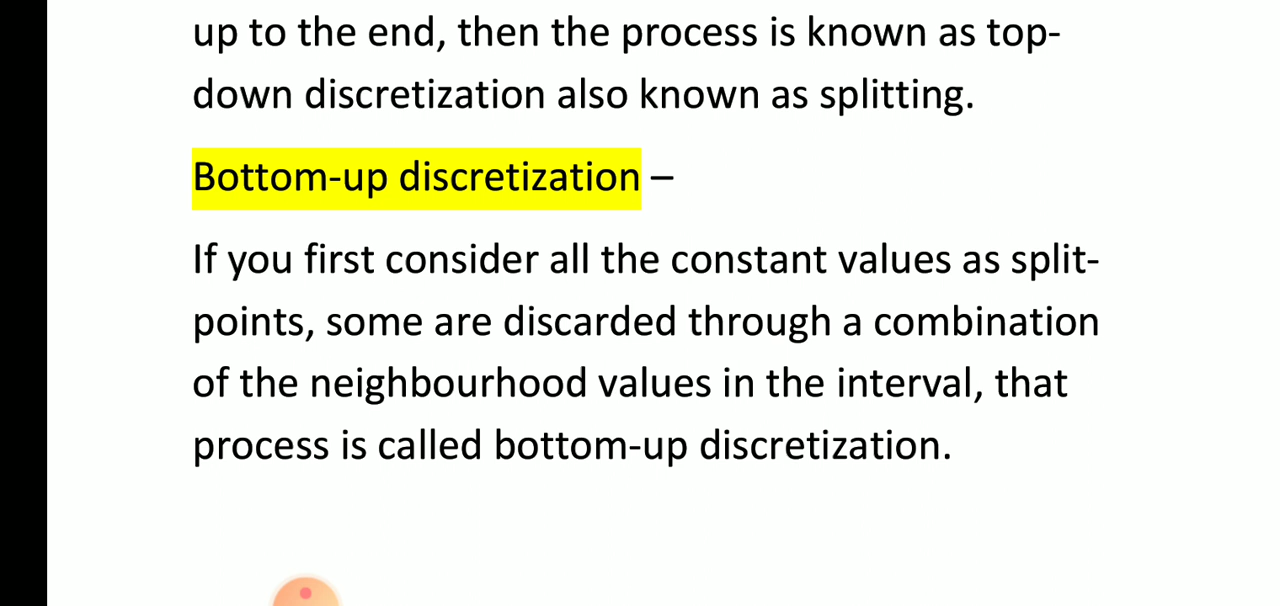 up to the end, then the process is known as top-
down discretization also known as splitting.
Bottom-up discretization –
If you first consider all the constant values as split-
points, some are discarded through a combination
of the neighbourhood values in the interval, that
process is called bottom-up discretization.